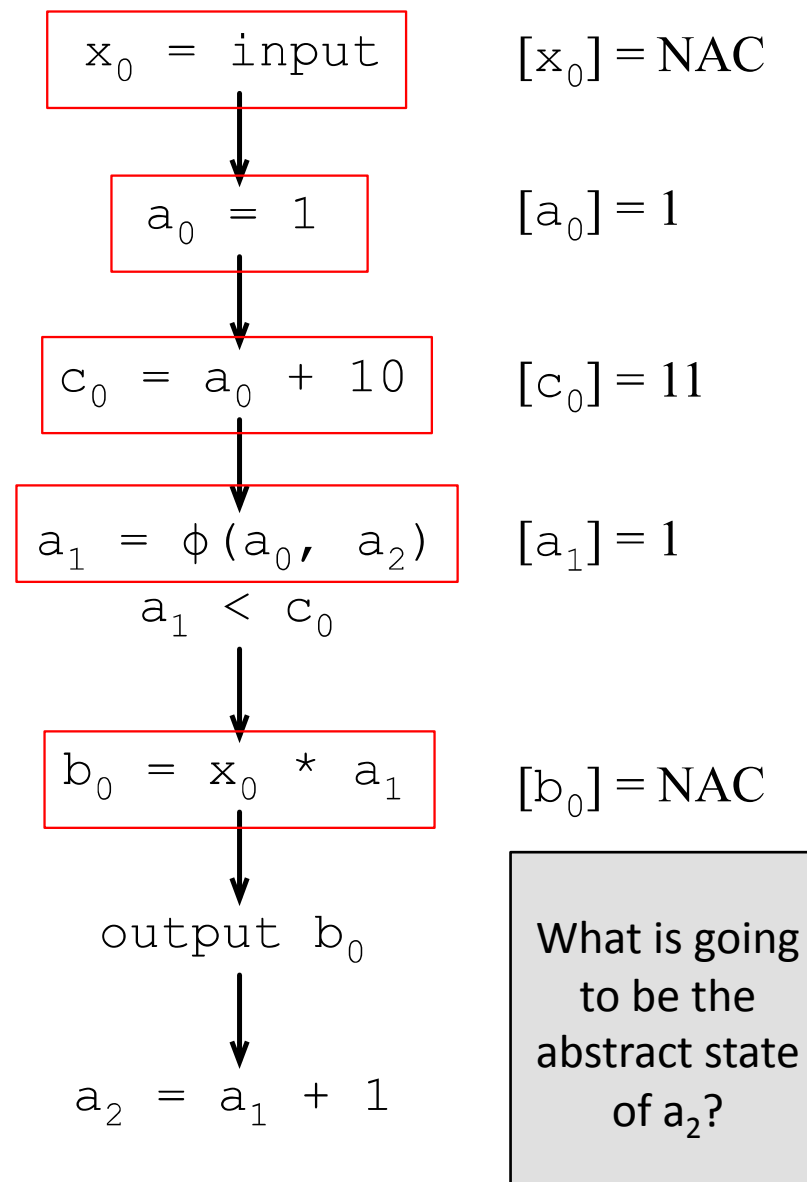 x₀ = input [x₀] = NAC
a₀ = 1 [a₀] = 1
c₀ = a₀ + 10 [c₀] = 11
a₁ = ϕ(a₀, a₂) [a₁] = 1
a₁ < c₀
b₀ = x₀ * a₁ [b₀] = NAC
output b₀
a₂ = a₁ + 1
What is going
to be the
abstract state
of a₂?